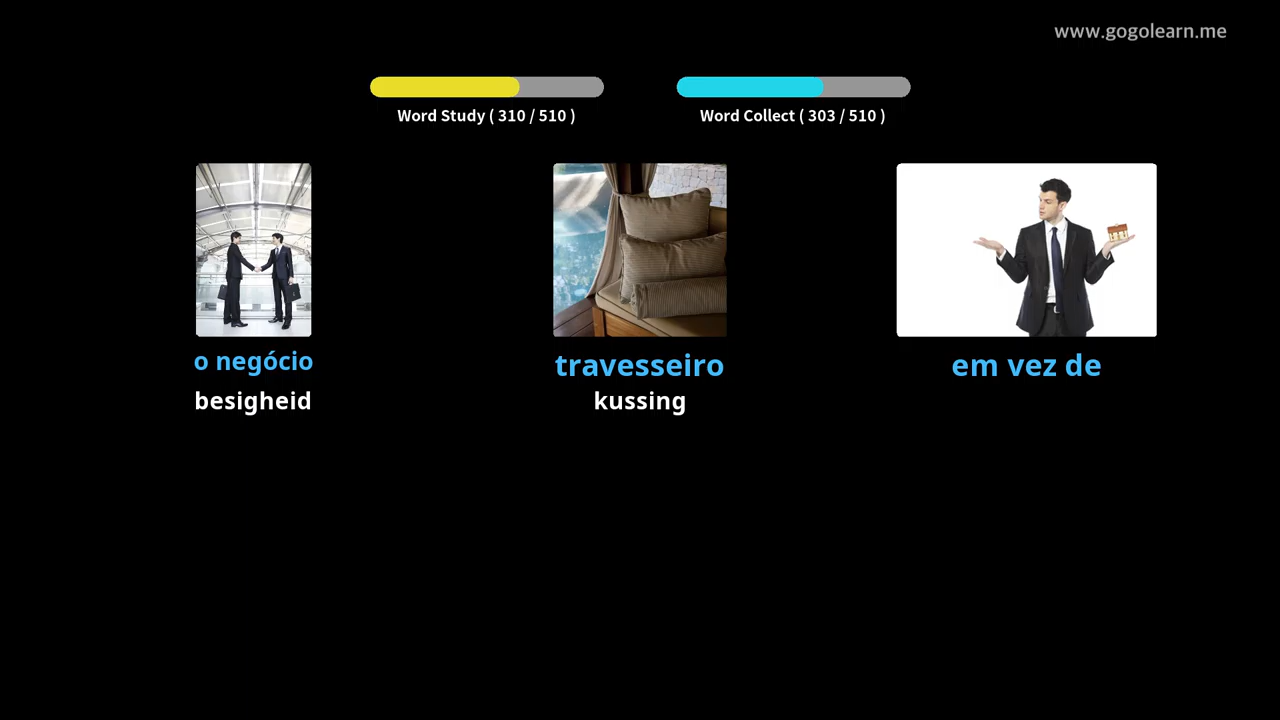 www.gogolearn.me
Word Study ( 310 / 510 )
Word Collect ( 303 / 510 )
o negócio
besigheid
travesseiro
kussing
em vez de